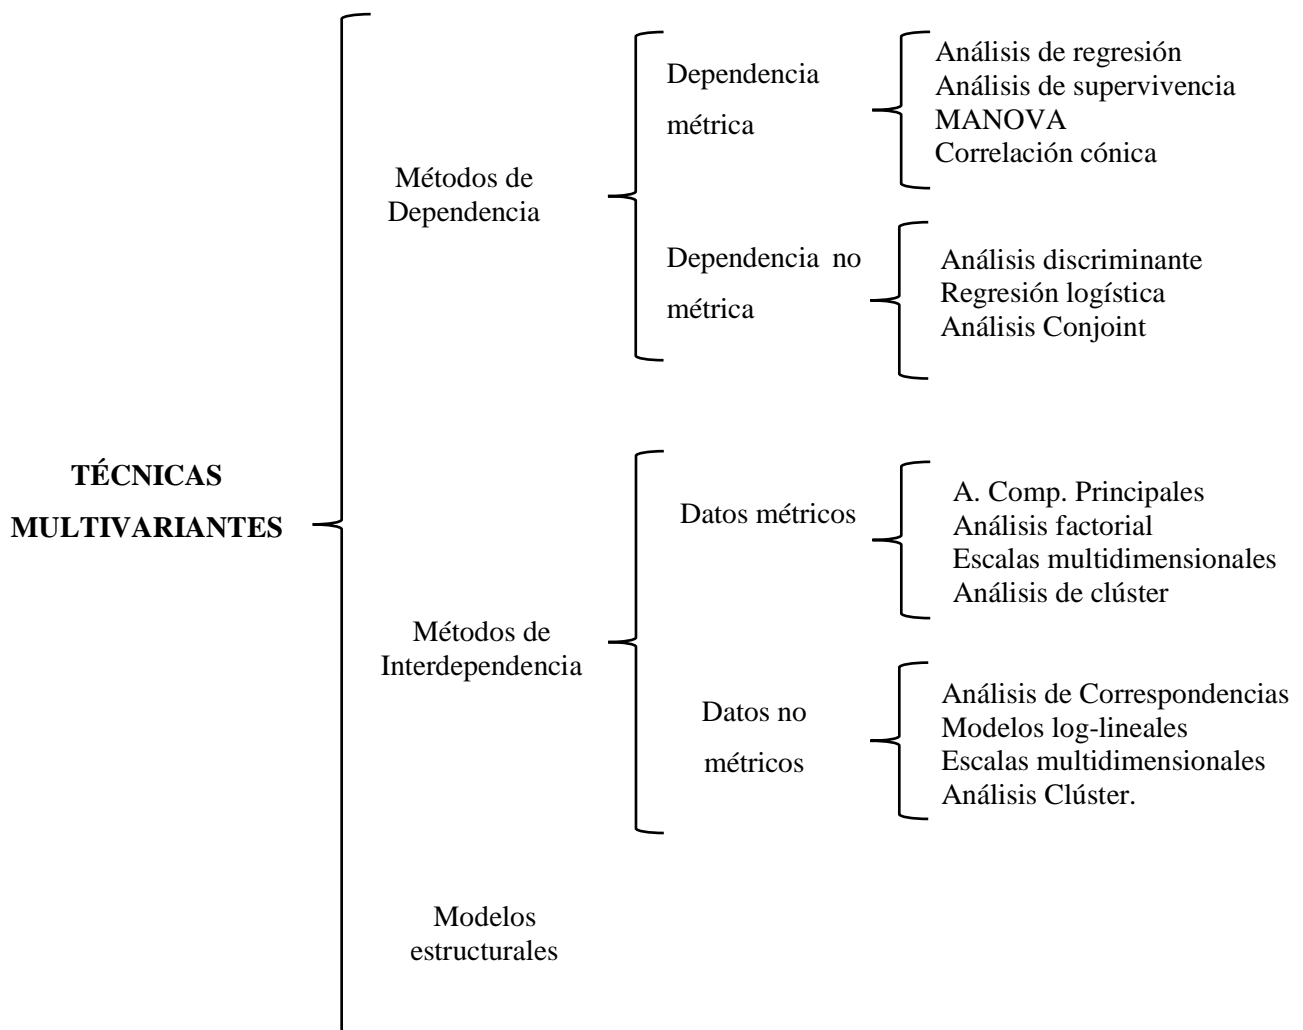 TÉCNICAS
MULTIVARIANTES
Métodos de
Dependencia
Dependencia
métrica
Análisis de regresión
Análisis de supervivencia
MANOVA
Correlación cónica
Dependencia no
métrica
Análisis discriminante
Regresión logística
Análisis Conjoint
Métodos de
Interdependencia
Datos métricos
A. Comp. Principales
Análisis factorial
Escalas multidimensionales
Análisis de clúster
Datos no
métricos
Análisis de Correspondencias
Modelos log-lineales
Escalas multidimensionales
Análisis Clúster.
Modelos
estructurales